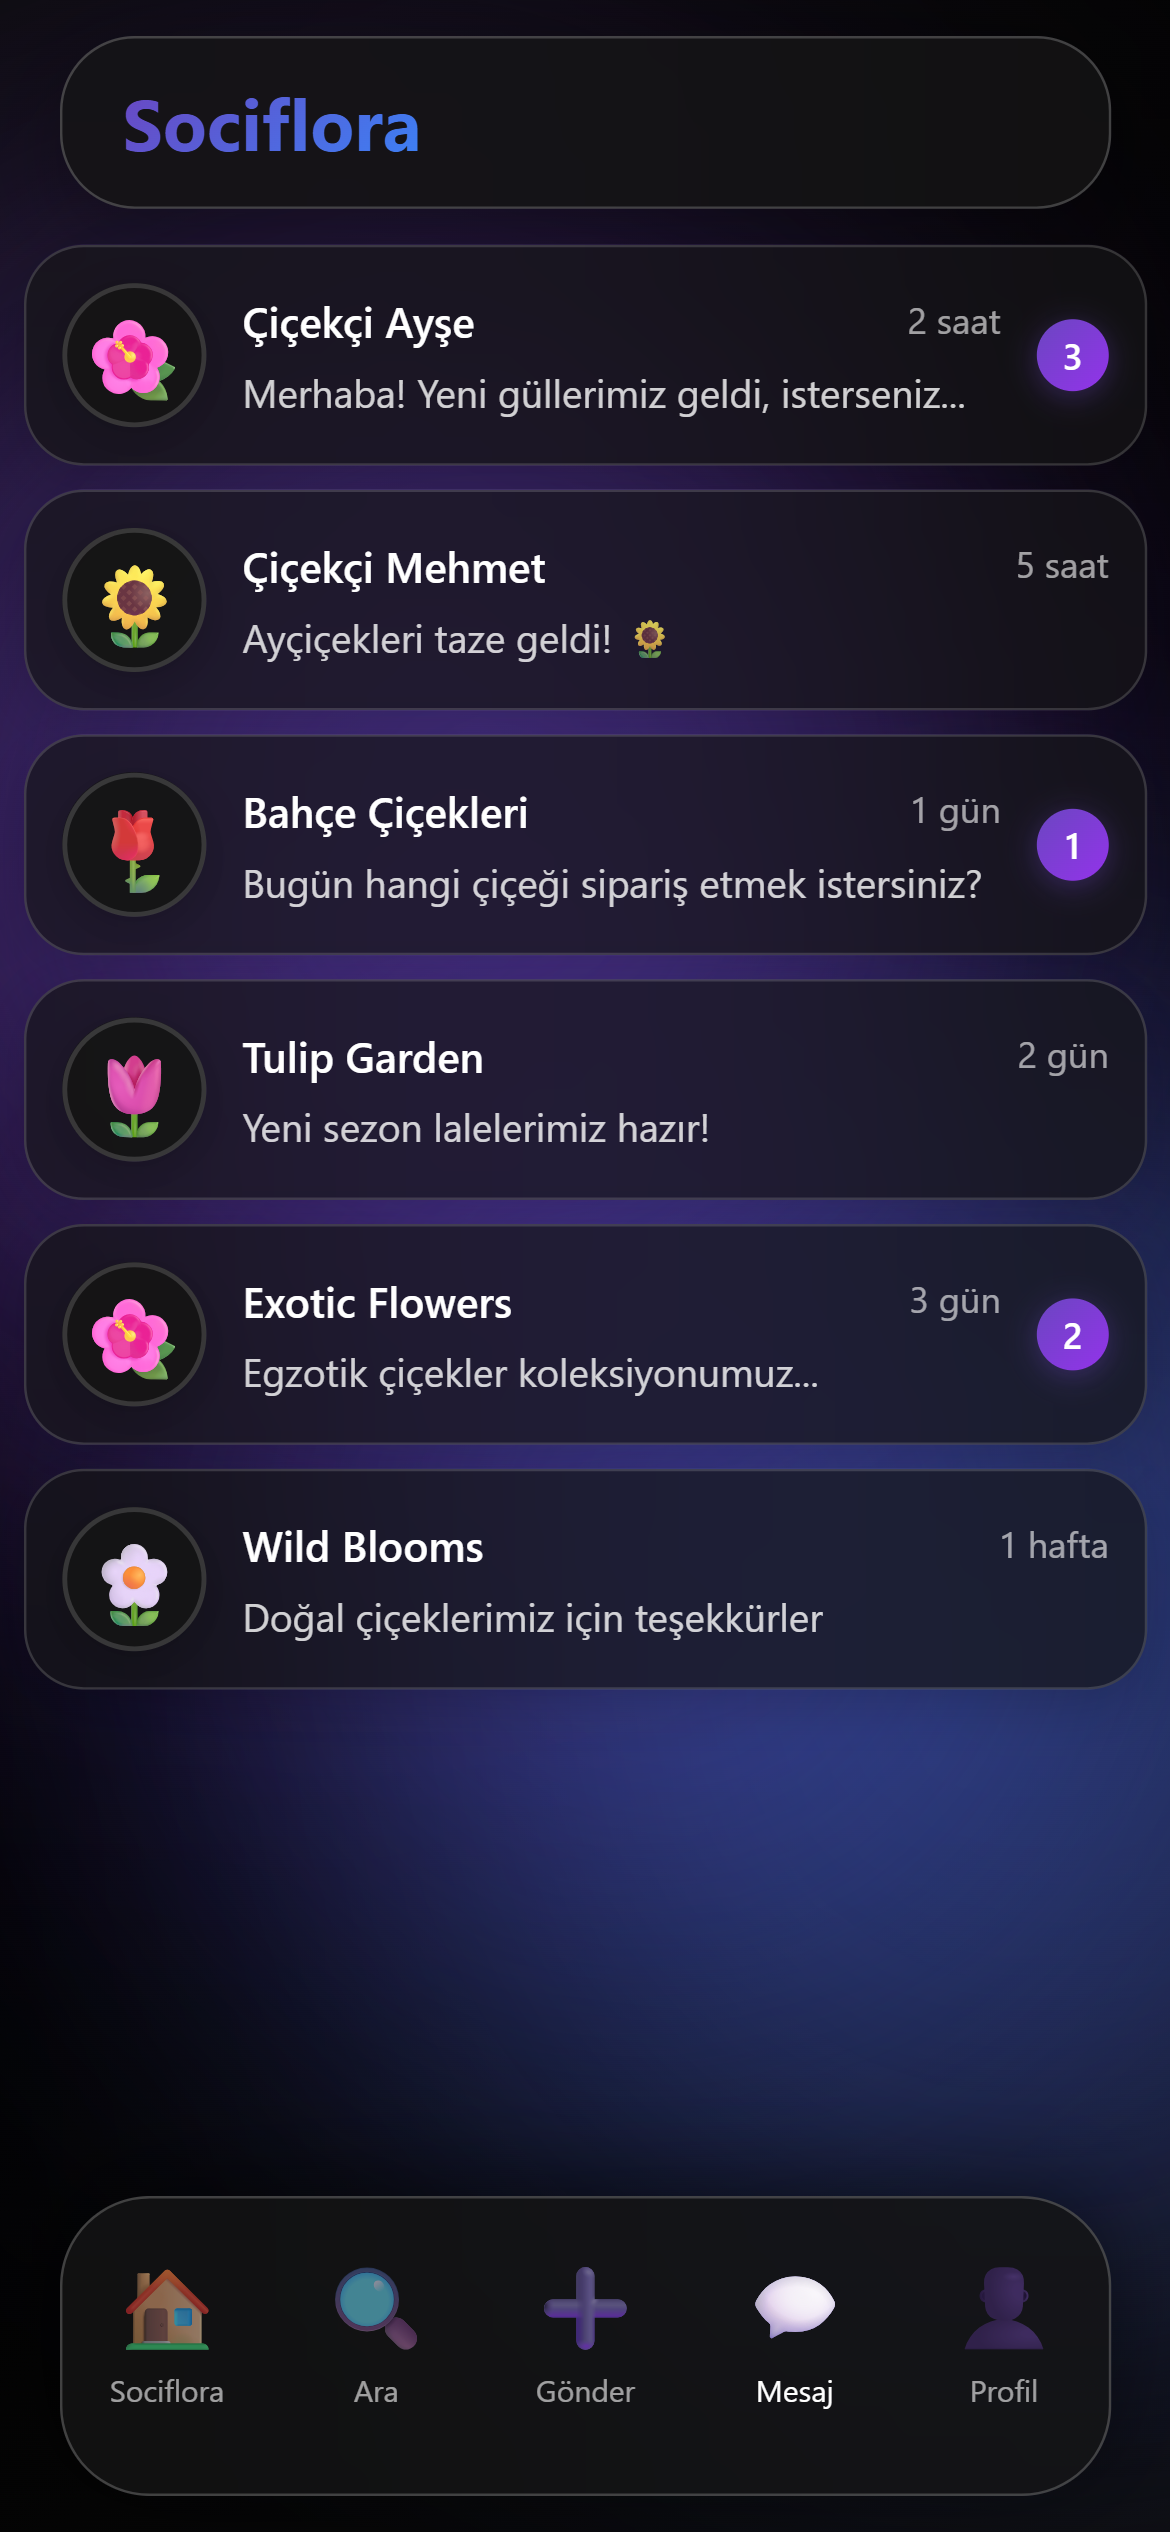 Sociflora
Çiçekçi Ayşe
2 saat
3
Merhaba! Yeni güllerimiz geldi, isterseniz...
Çiçekçi Mehmet
5 saat
Ayçiçekleri taze geldi! 🌻
Bahçe Çiçekleri
1 gün
1
Bugün hangi çiçeği sipariş etmek istersiniz?
Tulip Garden
2 gün
Yeni sezon lalelerimiz hazır!
Exotic Flowers
3 gün
2
Egzotik çiçekler koleksiyonumuz...
Wild Blooms
1 hafta
Doğal çiçeklerimiz için teşekkürler
Sociflora
Ara
Gönder
Mesaj
Profil